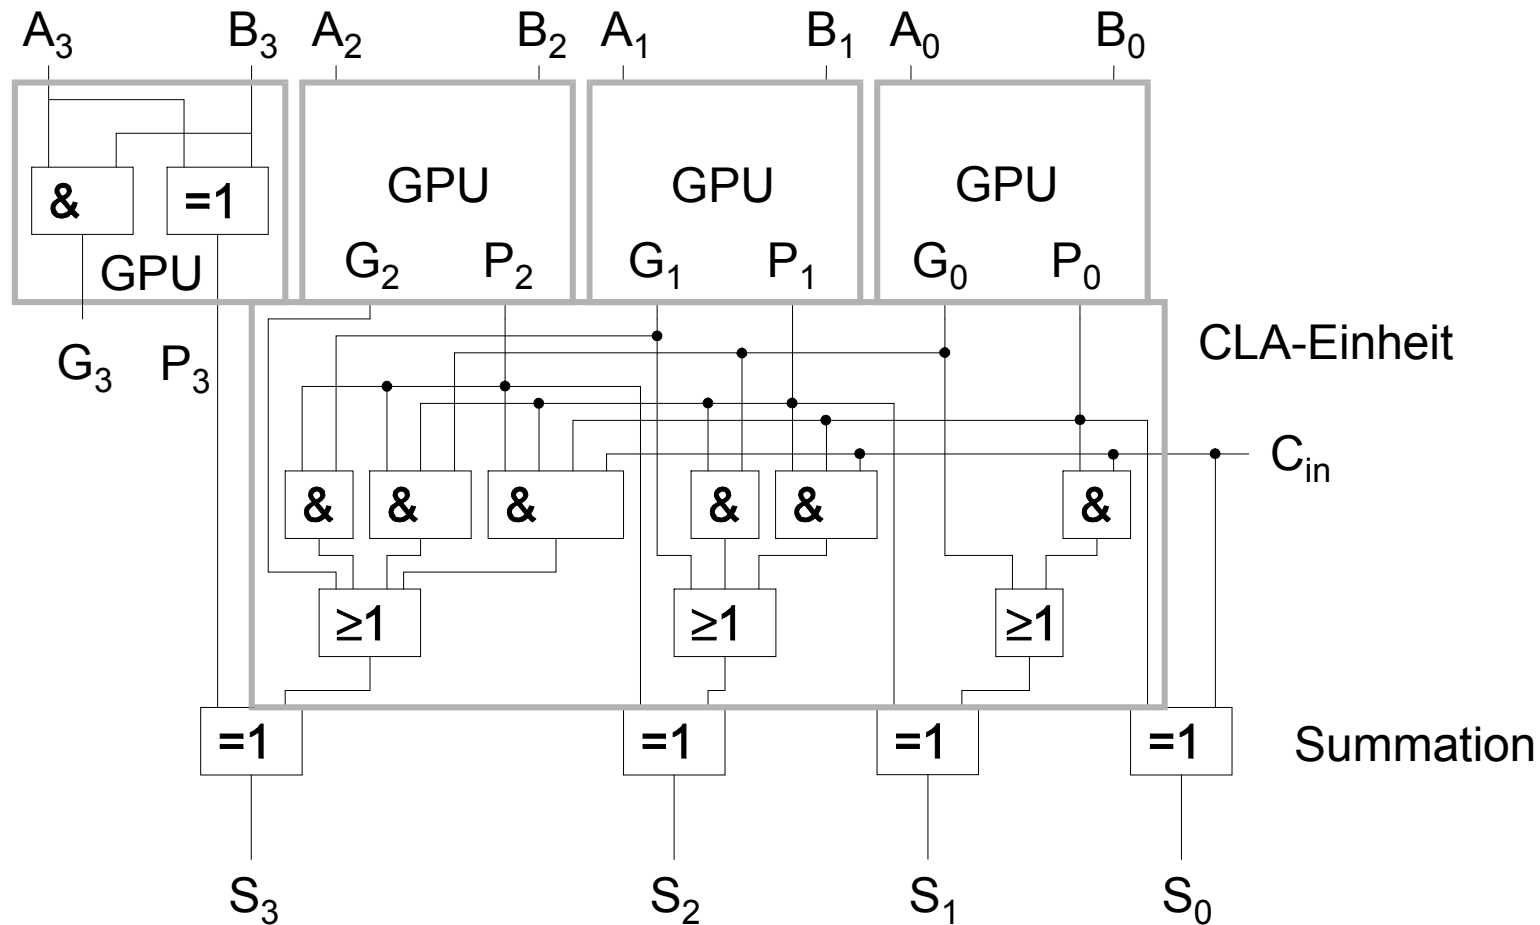 A3 B3 A2 B2 A1 B1 A0 B0
& =1 GPU GPU GPU
GPU G2 P2 G1 P1 G0 P0
G3 P3 CLA-Einheit
Cin
& & & & & &
≥1 ≥1 ≥1
=1 =1 =1 =1 Summation
S3 S2 S1 S0